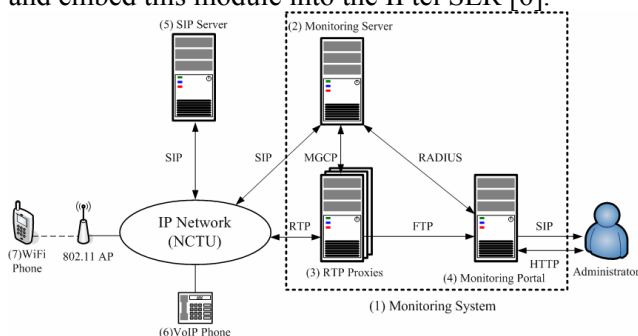 and embed this module into the IPtel SER [6].
(5) SIP Server
(2) Monitoring Server
SIP
SIP
MGCP
RADIUS
IP Network
(NCTU)
RTP
FTP
SIP
HTTP
(7)WiFi
Phone
802.11 AP
(3) RTP Proxies
(4) Monitoring Portal
Administrator
(1) Monitoring System
(6)VoIP Phone